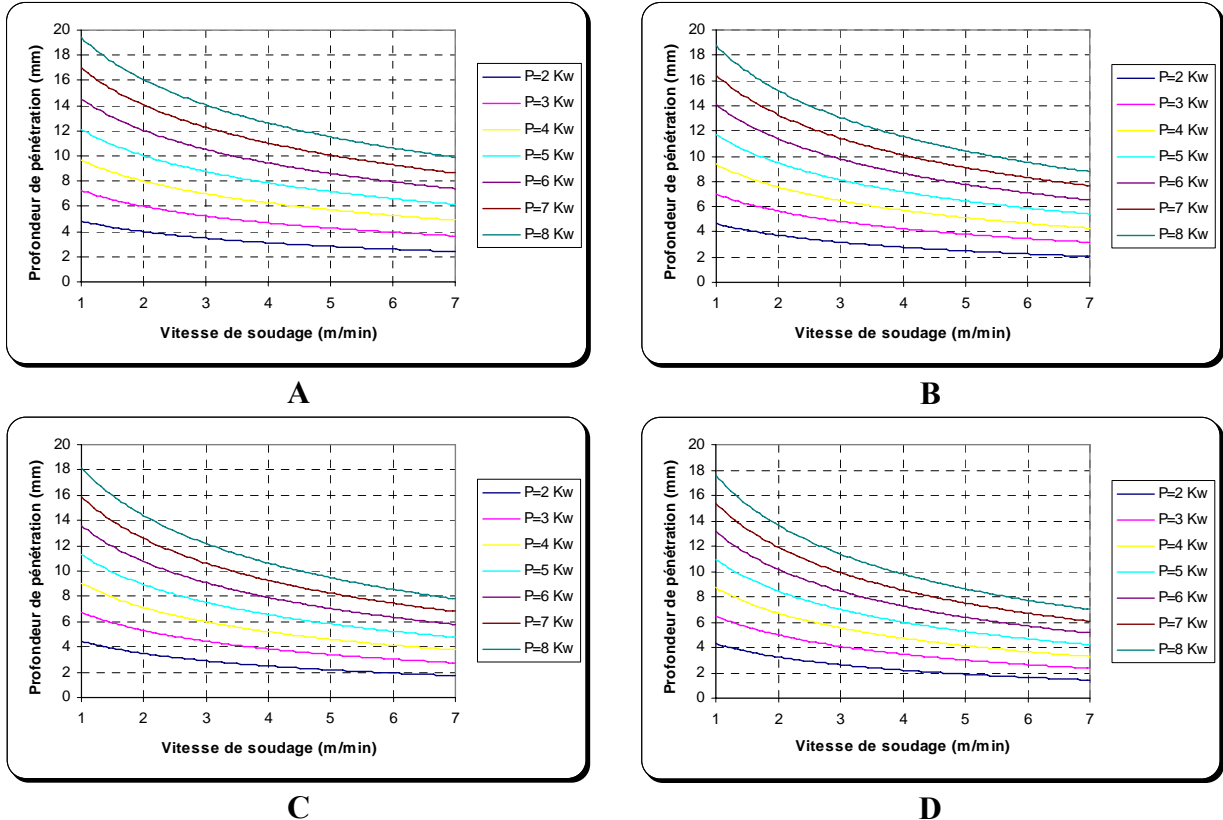 Profondeur de pénétration (mm)
20
18
16
14
12
10
8
6
4
2
0
1 2 3 4 5 6 7
Vitesse de soudage (m/min)
P=2 Kw
P=3 Kw
P=4 Kw
P=5 Kw
P=6 Kw
P=7 Kw
P=8 Kw
A
Profondeur de pénétration (mm)
20
18
16
14
12
10
8
6
4
2
0
1 2 3 4 5 6 7
Vitesse de soudage (m/min)
P=2 Kw
P=3 Kw
P=4 Kw
P=5 Kw
P=6 Kw
P=7 Kw
P=8 Kw
B
Profondeur de pénétration (mm)
20
18
16
14
12
10
8
6
4
2
0
1 2 3 4 5 6 7
Vitesse de soudage (m/min)
P=2 Kw
P=3 Kw
P=4 Kw
P=5 Kw
P=6 Kw
P=7 Kw
P=8 Kw
C
Profondeur de pénétration (mm)
20
18
16
14
12
10
8
6
4
2
0
1 2 3 4 5 6 7
Vitesse de soudage (m/min)
P=2 Kw
P=3 Kw
P=4 Kw
P=5 Kw
P=6 Kw
P=7 Kw
P=8 Kw
D